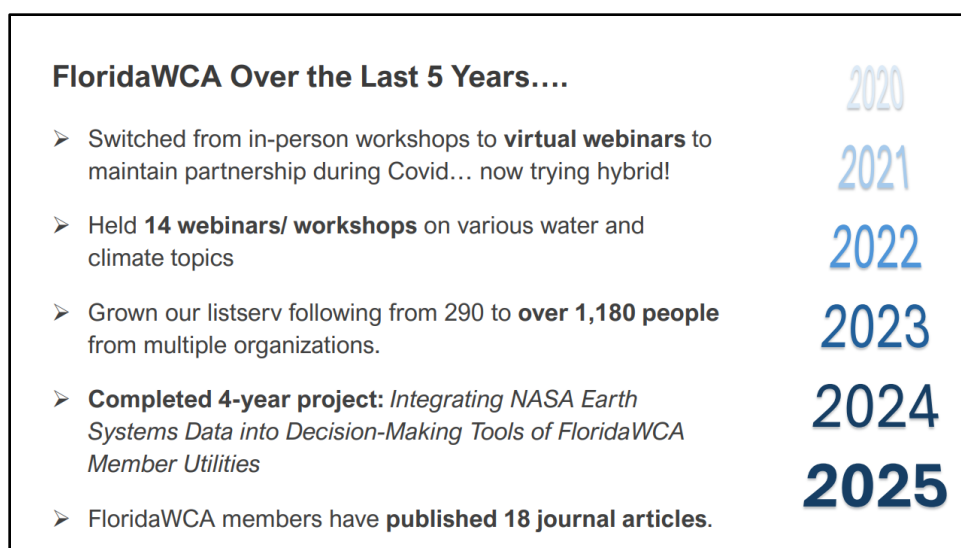 FloridaWCA Over the Last 5 Years....
➢ Switched from in-person workshops to virtual webinars to
maintain partnership during Covid… now trying hybrid!
➢ Held 14 webinars/ workshops on various water and
climate topics
➢ Grown our listserv following from 290 to over 1,180 people
from multiple organizations.
➢ Completed 4-year project: Integrating NASA Earth
Systems Data into Decision-Making Tools of FloridaWCA
Member Utilities
➢ FloridaWCA members have published 18 journal articles.
2020
2021
2022
2023
2024
2025